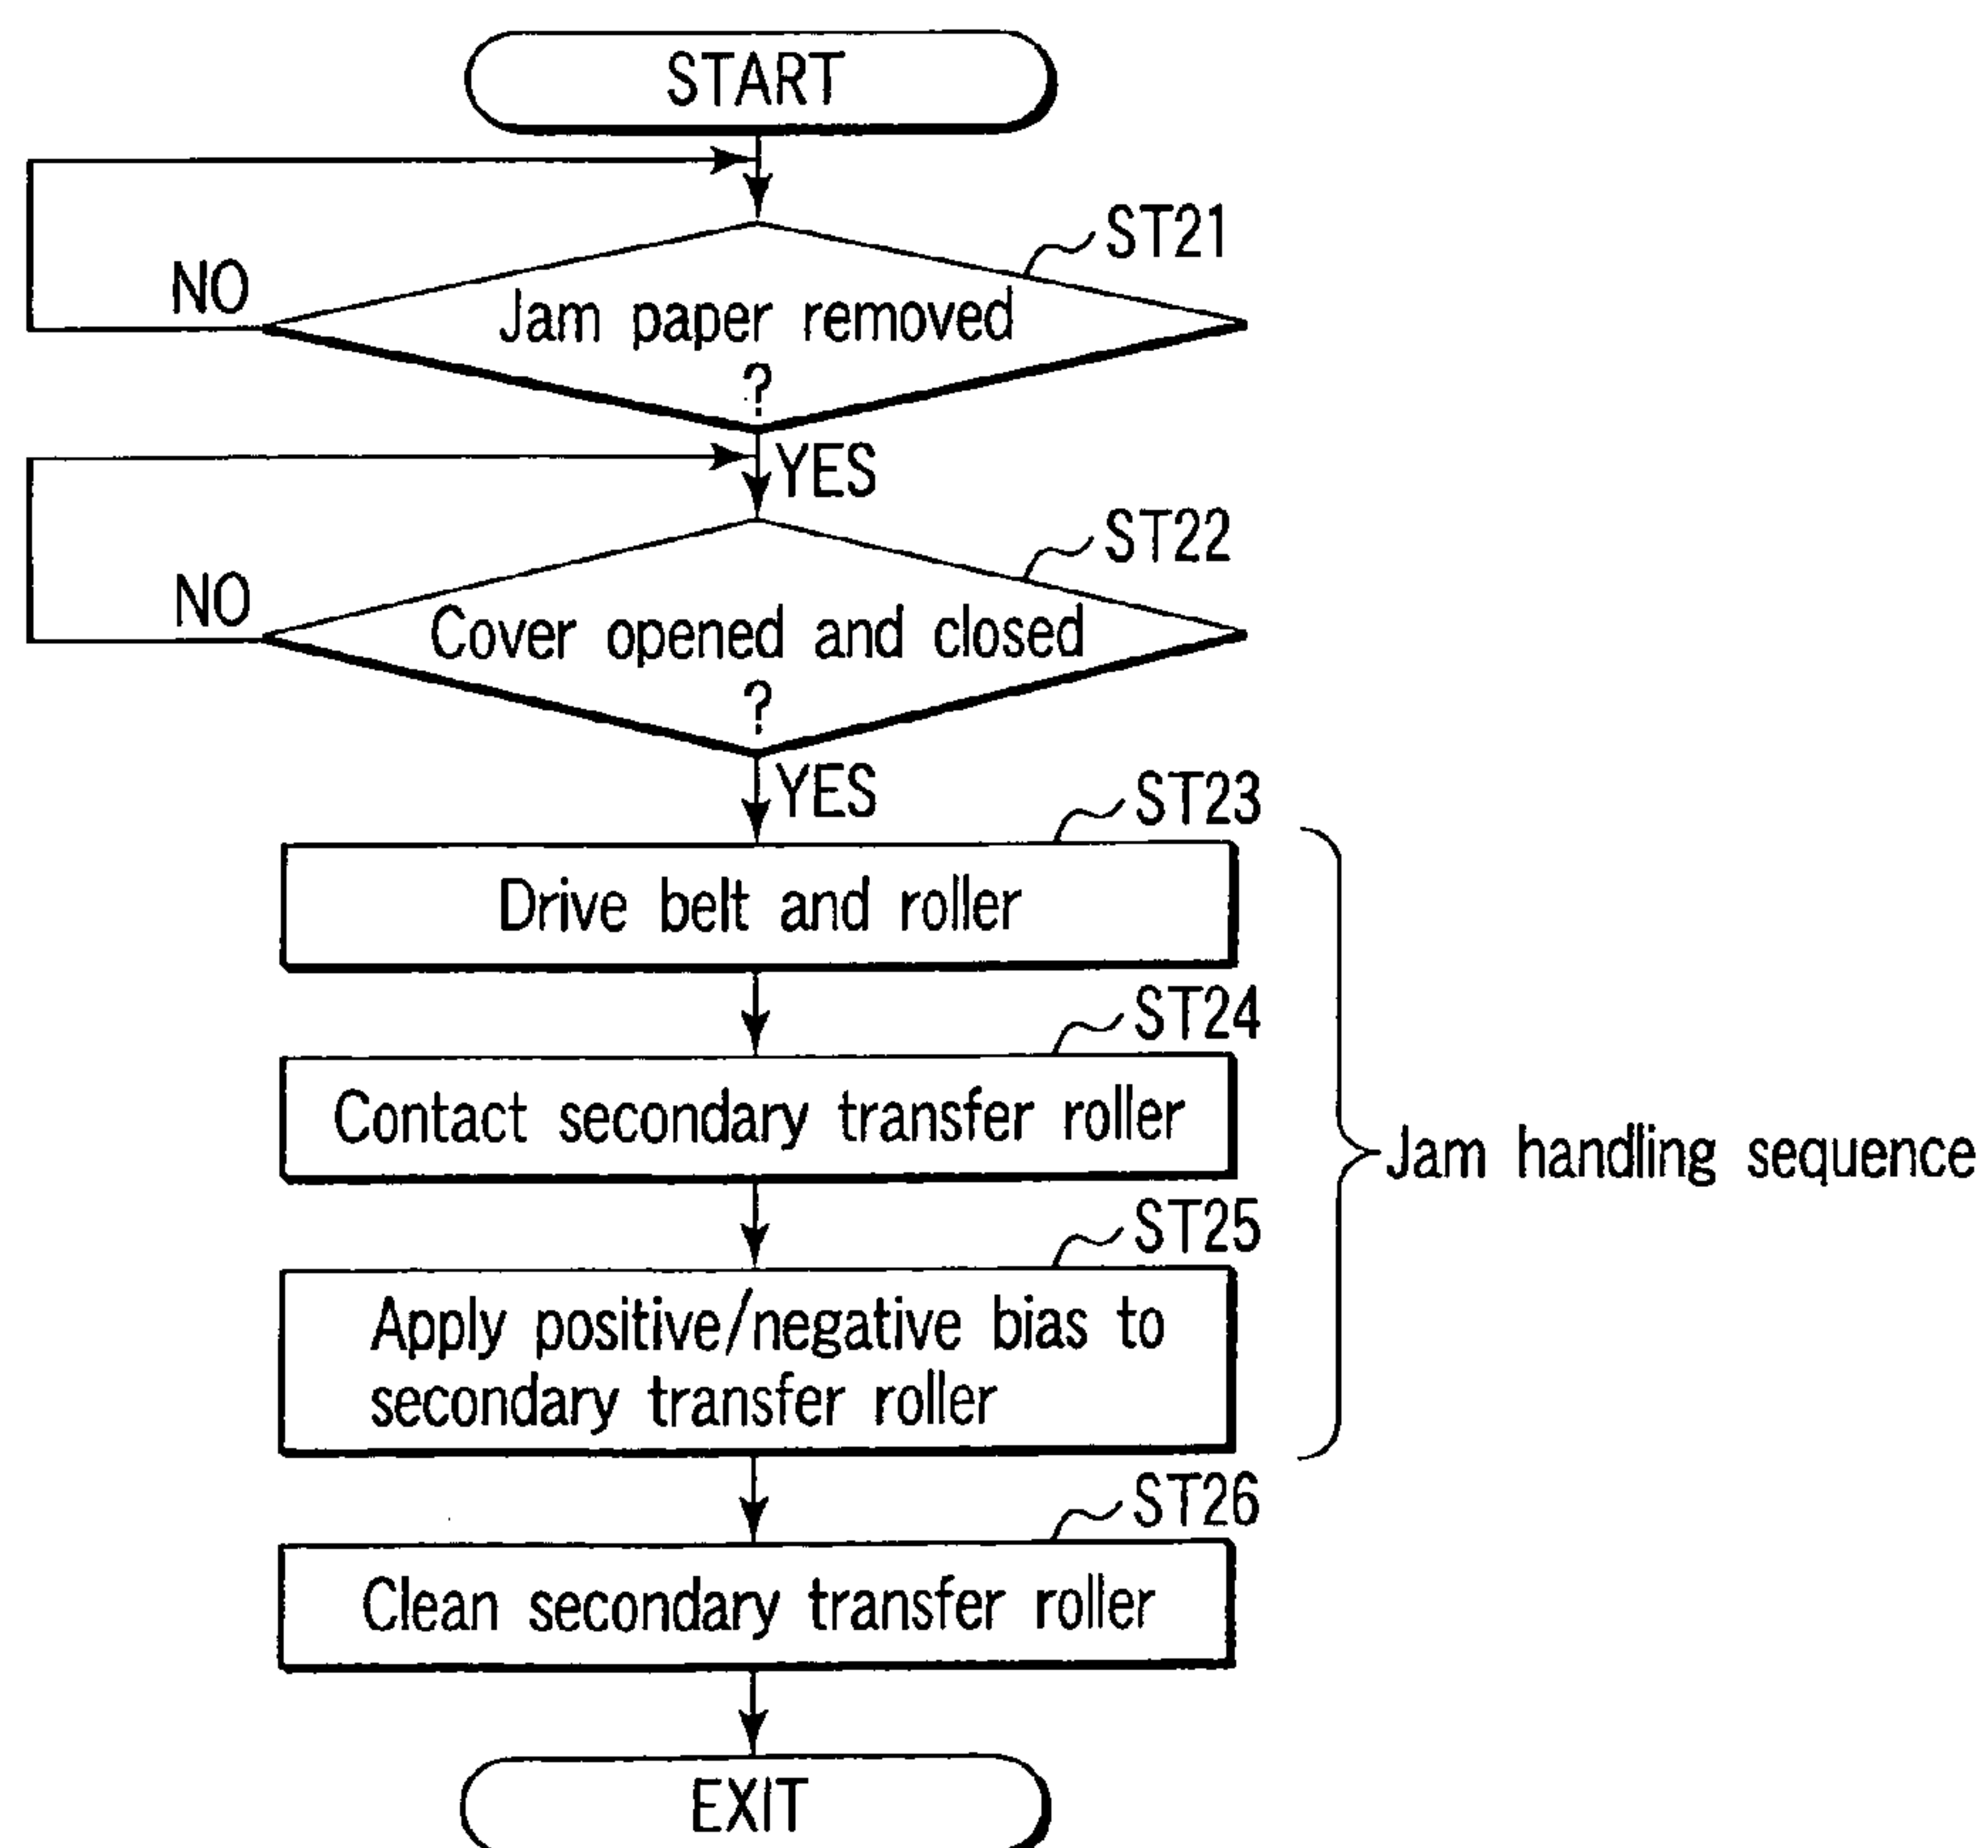 START
ST21
NO
Jam paper removed
?
YES
ST22
NO
Cover opened and closed
?
YES
ST23
Drive belt and roller
ST24
Contact secondary transfer roller
Jam handling sequence
ST25
Apply positive/negative bias to
secondary transfer roller
ST26
Clean secondary transfer roller
EXIT